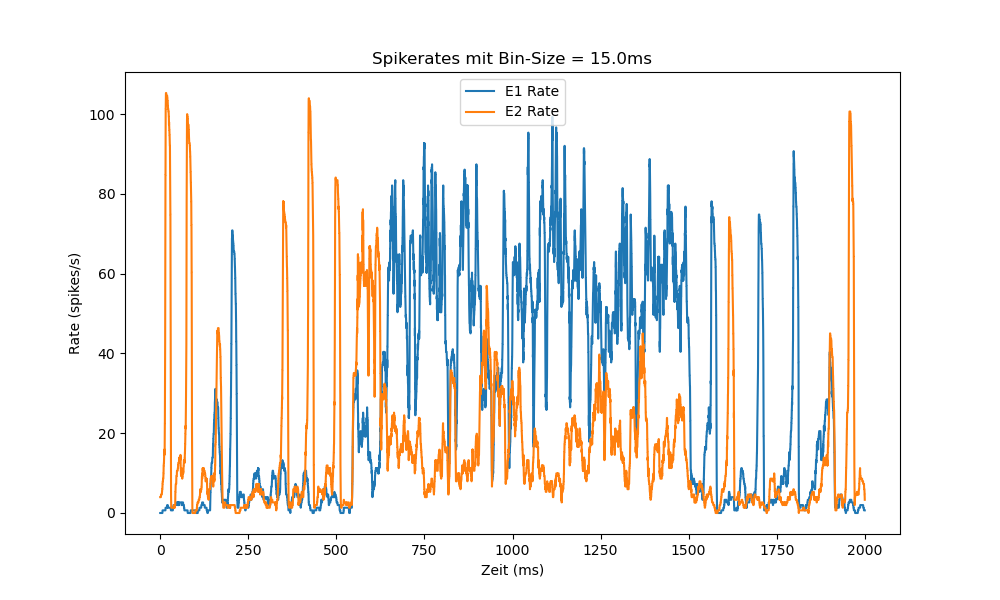 Spikerates mit Bin-Size = 15.0ms
E1 Rate
E2 Rate
Rate (spikes/s)
100
80
60
40
20
0
0 250 500 750 1000 1250 1500 1750 2000
Zeit (ms)